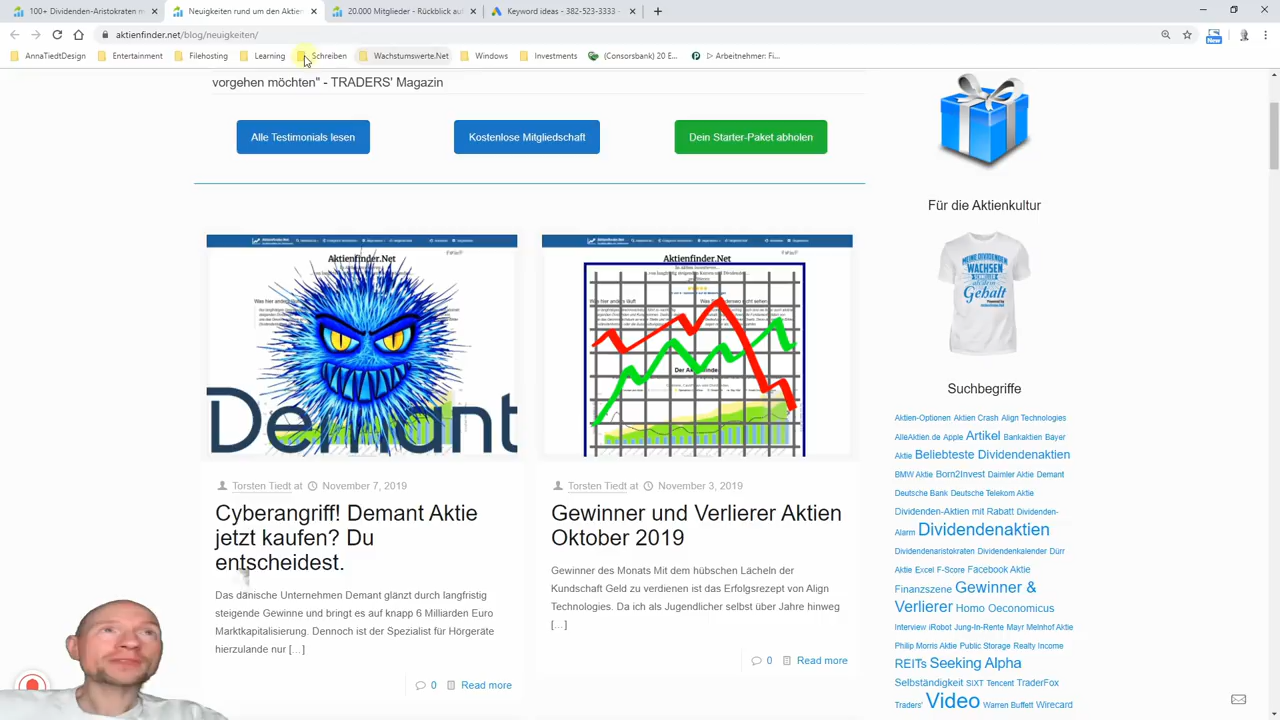 100+ Dividenden-Aristokraten m
Neuigkeiten rund um den Aktien
20.000 Mitglieder - Rückblick auf
Keyword ideas - 382-523-3333 -
aktienfinder.net/blog/neuigkeiten/
New
AnnaTiedtDesign
Entertainment
Filehosting
Learning
Schreiben
Wachstumswerte.Net
Windows
Investments
(Consorsbank) 20 E...
▷ Arbeitnehmer: Fi...
vorgehen möchten" - TRADERS' Magazin
Alle Testimonials lesen
Kostenlose Mitgliedschaft
Dein Starter-Paket abholen
Für die Aktienkultur
MEINE DIVIDENDEN
WACHSEN
Gehalt
Suchbegriffe
Aktien-Optionen Aktien Crash Align Technologies
AlleAktien.de Apple Artikel Bankaktien Bayer
Aktie Beliebteste Dividendenaktien
BMW Aktie Born2Invest Daimler Aktie Demant
Deutsche Bank Deutsche Telekom Aktie
Dividenden-Aktien mit Rabatt Dividenden-
Alarm Dividendenaktien
Dividendenaristokraten Dividendenkalender Dürr
Aktie Excel F-Score Facebook Aktie
Finanzszene Gewinner &
Verlierer Homo Oeconomicus
Interview iRobot Jung-In-Rente Mayr Melnhof Aktie
Philip Morris Aktie Public Storage Realty Income
REITs Seeking Alpha
Selbständigkeit SIXT Tencent TraderFox
Traders' Video Warren Buffett Wirecard
Aktienfinder.Net
Demant
Torsten Tiedt at November 7, 2019
Cyberangriff! Demant Aktie
jetzt kaufen? Du
entscheidest.
Das dänische Unternehmen Demant glänzt durch langfristig
steigende Gewinne und bringt es auf knapp 6 Milliarden Euro
Marktkapitalisierung. Dennoch ist der Spezialist für Hörgeräte
hierzulande nur [...]
0 Read more
Aktienfinder.Net
Torsten Tiedt at November 3, 2019
Gewinner und Verlierer Aktien
Oktober 2019
Gewinner des Monats Mit dem hübschen Lächeln der
Kundschaft Geld zu verdienen ist das Erfolgsrezept von Align
Technologies. Da ich als Jugendlicher selbst über Jahre hinweg
[...]
0 Read more